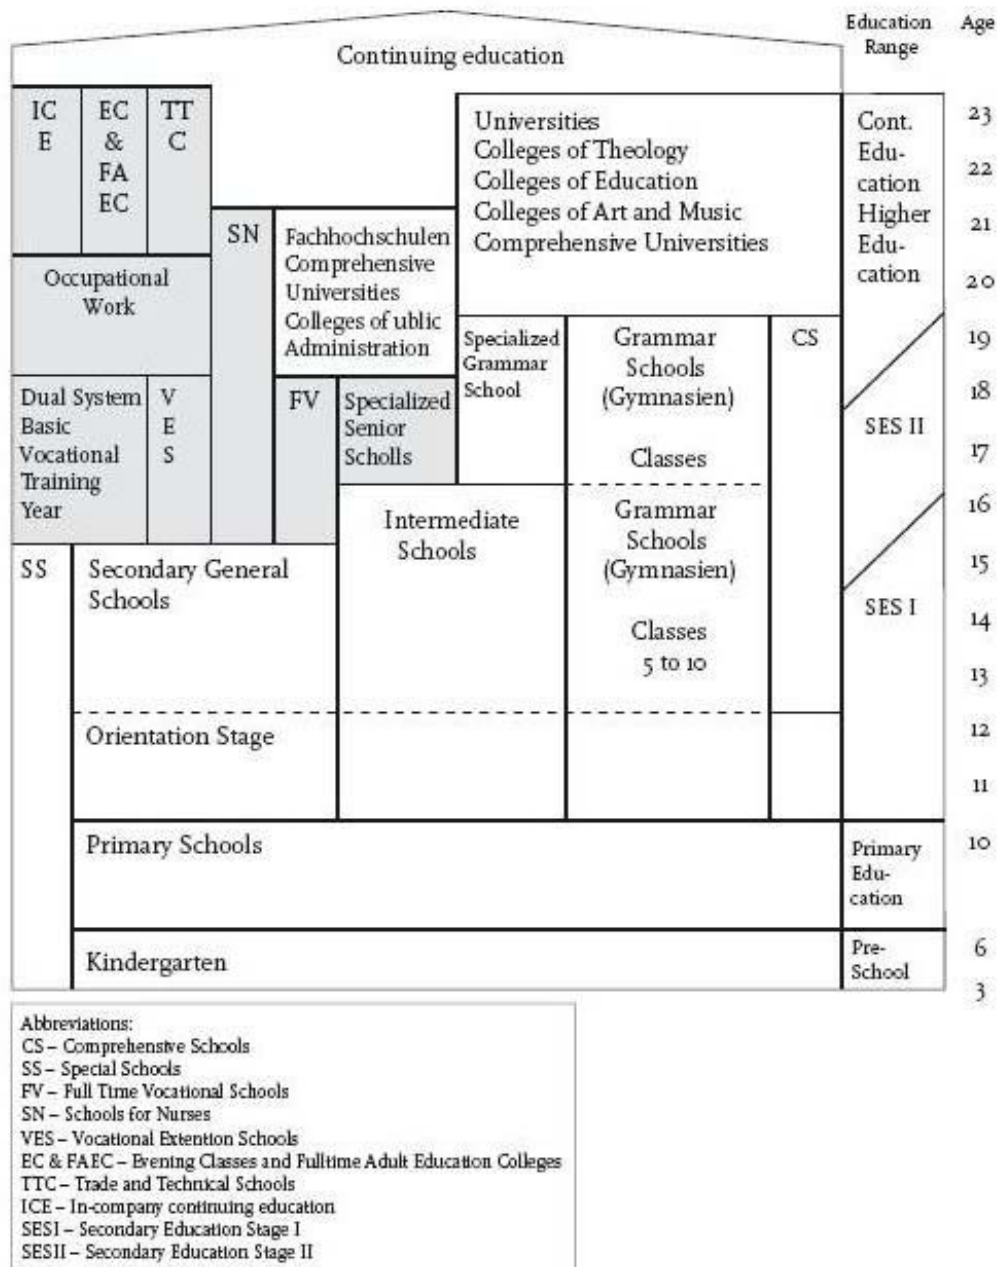 Education
Range
Age
Continuing education
IC
E
EC
&
FA
EC
TT
C
Universities
Colleges of Theology
Colleges of Education
Colleges of Art and Music
Comprehensive Universities
Cont.
Edu-
cation
Higher
Edu-
cation
23
22
21
20
SN
Fachhochschulen
Comprehensive
Universities
Colleges of ublic
Administration
Occupational
Work
Specialized
Grammar
School
Grammar
Schools
(Gymnasien)
Classes
CS
19
18
17
SES II
Dual System
Basic
Vocational
Training
Year
V
E
S
FV
Specialized
Senior
Scholls
Intermediate
Schools
Grammar
Schools
(Gymnasien)
Classes
5 to 10
16
15
14
13
SES I
SS
Secondary General
Schools
Orientation Stage
12
11
Primary Schools
Primary
Edu-
cation
10
Kindergarten
Pre-
School
6
3
Abbreviations:
CS – Comprehensive Schools
SS – Special Schools
FV – Full Time Vocational Schools
SN – Schools for Nurses
VES – Vocational Extention Schools
EC & FAEC – Evening Classes and Fulltime Adult Education Colleges
TTC – Trade and Technical Schools
ICE – In-company continuing education
SESI – Secondary Education Stage I
SESII – Secondary Education Stage II